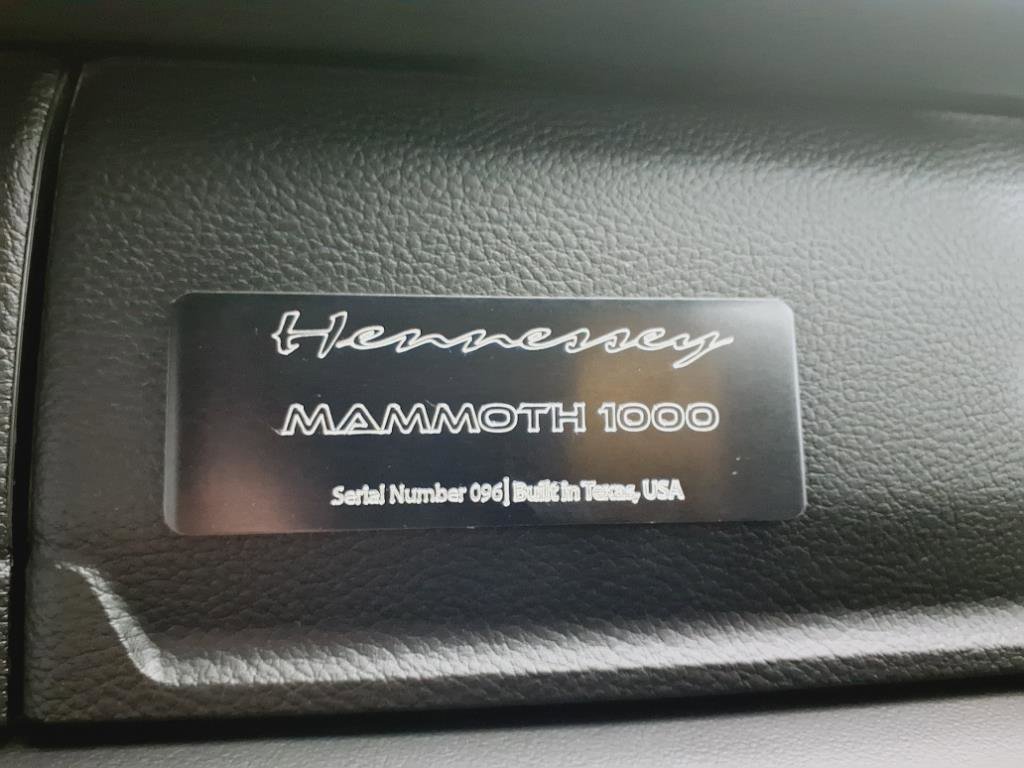 Hennessey
MAMMOTH 1000
Serial Number 096| Built in Texas, USA